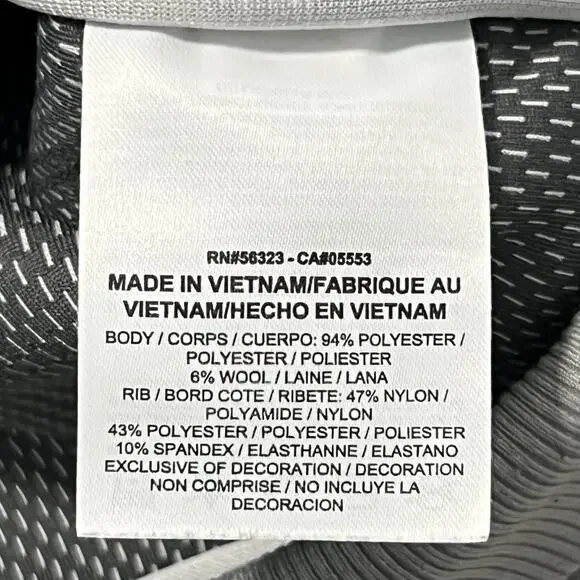 RN#56323 - CA#05553
MADE IN VIETNAM/FABRIQUE AU
VIETNAM/HECHO EN VIETNAM
BODY / CORPS / CUERPO: 94% POLYESTER /
POLYESTER / POLIESTER
6% WOOL / LAINE / LANA
RIB / BORD COTE / RIBETE: 47% NYLON /
POLYAMIDE / NYLON
43% POLYESTER / POLYESTER / POLIESTER
10% SPANDEX / ELASTHANNE / ELASTANO
EXCLUSIVE OF DECORATION / DECORATION
NON COMPRISE / NO INCLUYE LA
DECORACION